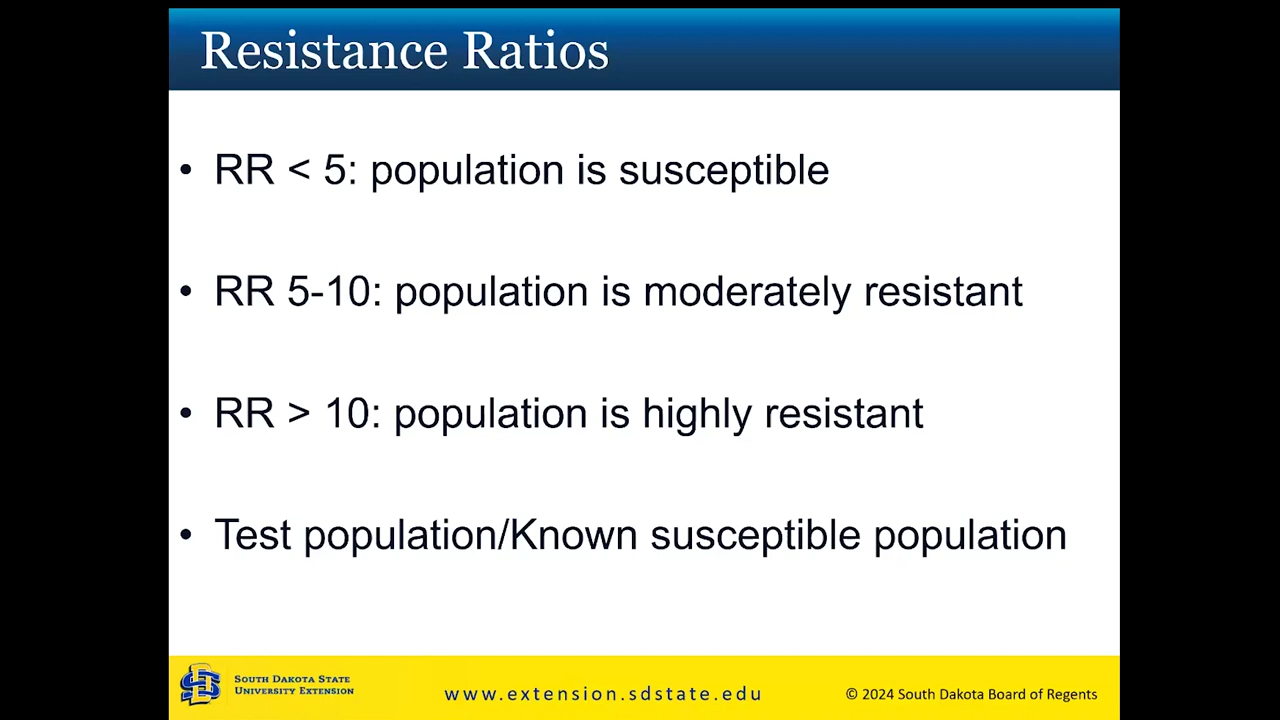 Resistance Ratios
• RR < 5: population is susceptible
• RR 5-10: population is moderately resistant
• RR > 10: population is highly resistant
• Test population/Known susceptible population
South Dakota State
University Extension
www.extension.sdstate.edu
© 2024 South Dakota Board of Regents